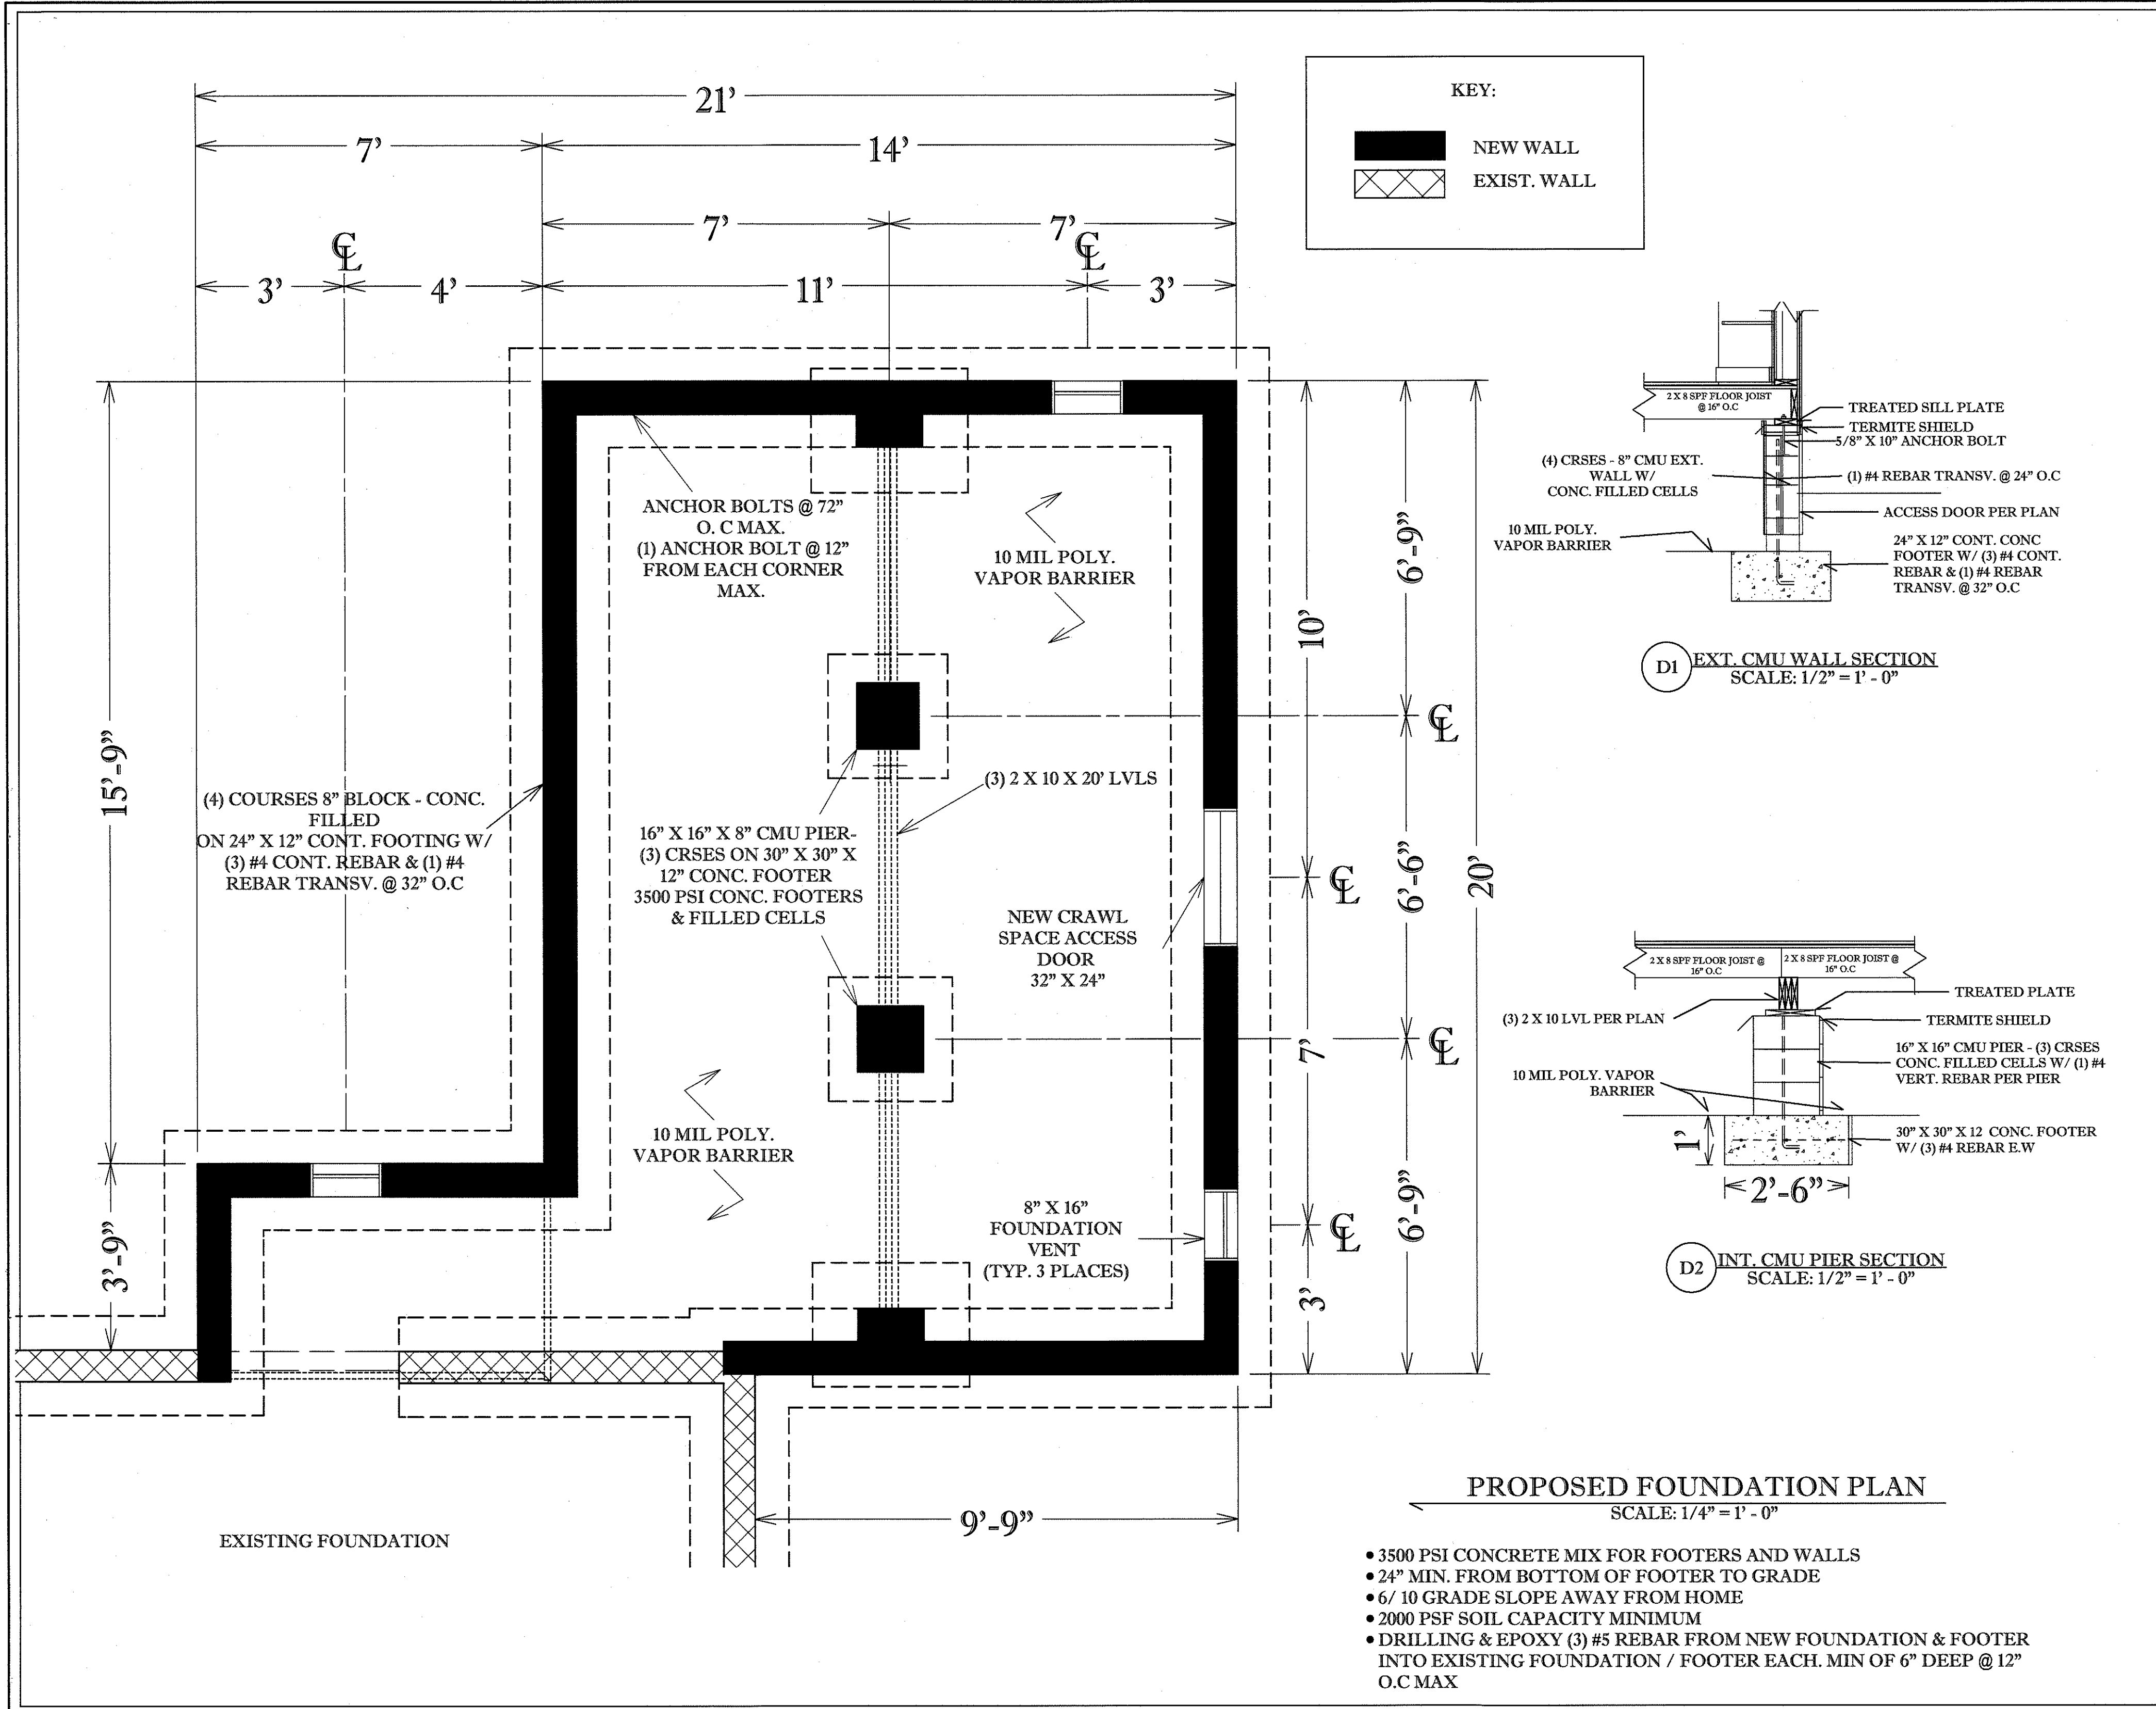 21’
7’
14’
7’
7’
℄
℄
3’
4’
11’
3’
KEY:
NEW WALL
EXIST. WALL
15’-9”
3’-9”
ANCHOR BOLTS @ 72”
O. C MAX.
(1) ANCHOR BOLT @ 12”
FROM EACH CORNER
MAX.
10 MIL POLY.
VAPOR BARRIER
(4) COURSES 8” BLOCK - CONC.
FILLED
ON 24” X 12” CONT. FOOTING W/
(3) #4 CONT. REBAR & (1) #4
REBAR TRANSV. @ 32” O.C
(3) 2 X 10 X 20’ LVLS
16” X 16” X 8” CMU PIER-
(3) CRSES ON 30” X 30” X
12” CONC. FOOTER
3500 PSI CONC. FOOTERS
& FILLED CELLS
NEW CRAWL
SPACE ACCESS
DOOR
32” X 24”
10 MIL POLY.
VAPOR BARRIER
8” X 16”
FOUNDATION
VENT
(TYP. 3 PLACES)
10’
7’
3’
℄
℄
6’-9”
6’-6”
6’-9”
℄
℄
20’
9’-9”
EXISTING FOUNDATION
2 X 8 SPF FLOOR JOIST
@ 16” O.C
TREATED SILL PLATE
TERMITE SHIELD
5/8” X 10” ANCHOR BOLT
(4) CRSES - 8” CMU EXT.
WALL W/
CONC. FILLED CELLS
(1) #4 REBAR TRANSV. @ 24” O.C
ACCESS DOOR PER PLAN
10 MIL POLY.
VAPOR BARRIER
24” X 12” CONT. CONC
FOOTER W/ (3) #4 CONT.
REBAR & (1) #4 REBAR
TRANSV. @ 32” O.C
D1
EXT. CMU WALL SECTION
SCALE: 1/2” = 1’ - 0”
2 X 8 SPF FLOOR JOIST @
16” O.C
2 X 8 SPF FLOOR JOIST @
16” O.C
TREATED PLATE
(3) 2 X 10 LVL PER PLAN
TERMITE SHIELD
16” X 16” CMU PIER - (3) CRSES
CONC. FILLED CELLS W/ (1) #4
VERT. REBAR PER PIER
10 MIL POLY. VAPOR
BARRIER
1’
30” X 30” X 12 CONC. FOOTER
W/ (3) #4 REBAR E.W
2’-6”
D2
INT. CMU PIER SECTION
SCALE: 1/2” = 1’ - 0”
PROPOSED FOUNDATION PLAN
SCALE: 1/4” = 1’ - 0”
• 3500 PSI CONCRETE MIX FOR FOOTERS AND WALLS
• 24” MIN. FROM BOTTOM OF FOOTER TO GRADE
• 6/ 10 GRADE SLOPE AWAY FROM HOME
• 2000 PSF SOIL CAPACITY MINIMUM
• DRILLING & EPOXY (3) #5 REBAR FROM NEW FOUNDATION & FOOTER
INTO EXISTING FOUNDATION / FOOTER EACH. MIN OF 6” DEEP @ 12”
O.C MAX